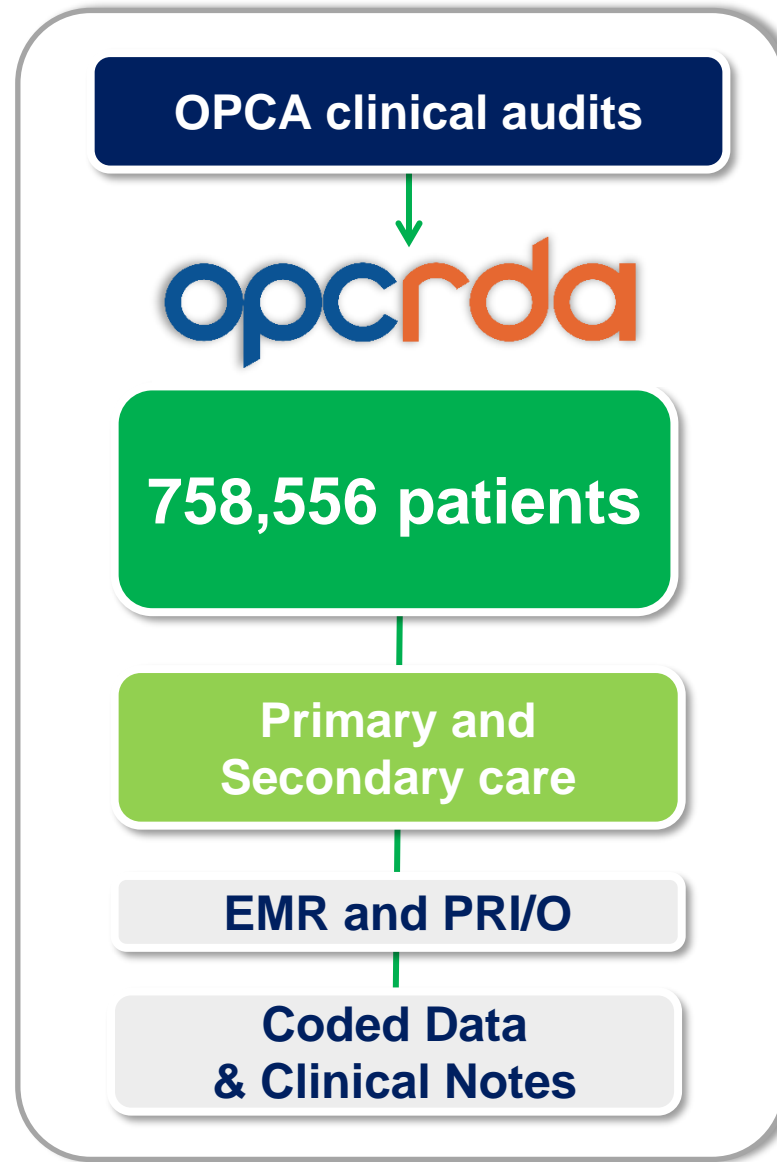 OPCA clinical audits
opcrda
758,556 patients
Primary and
Secondary care
EMR and PRI/O
Coded Data
& Clinical Notes